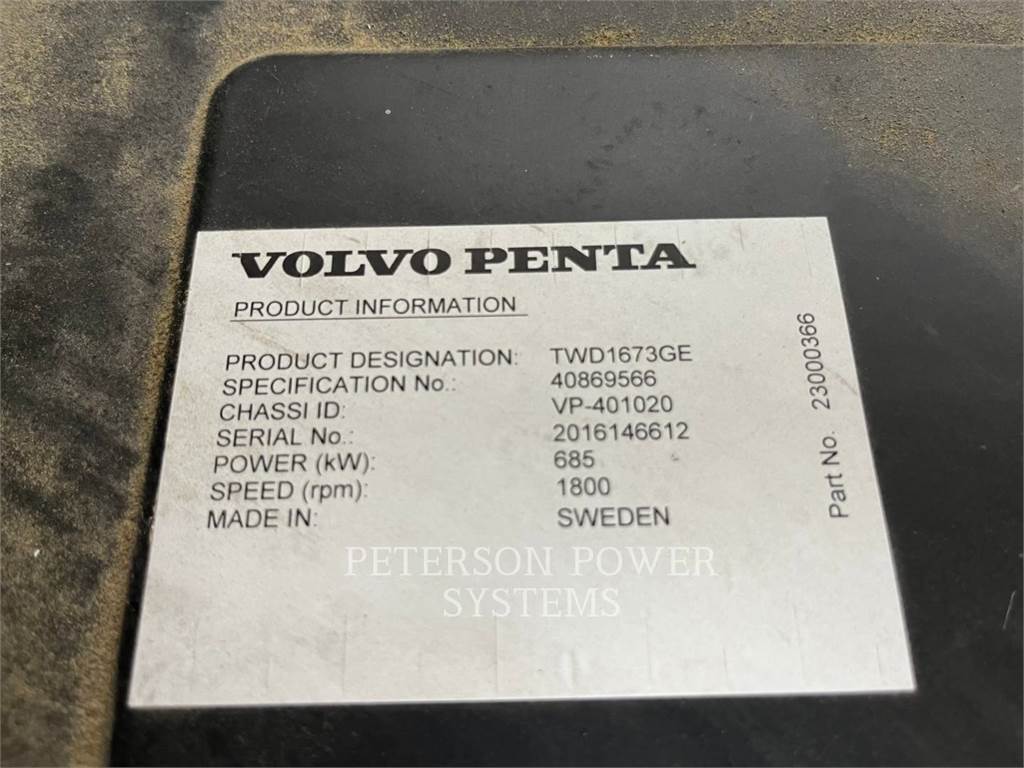 VOLVO PENTA
PRODUCT INFORMATION
PRODUCT DESIGNATION: TWD1673GE
SPECIFICATION No.: 40869566
CHASSI ID: VP-401020
SERIAL No.: 2016146612
POWER (kW): 685
SPEED (rpm): 1800
MADE IN: SWEDEN
Part No. 23000366
PETERSON POWER
SYSTEMS